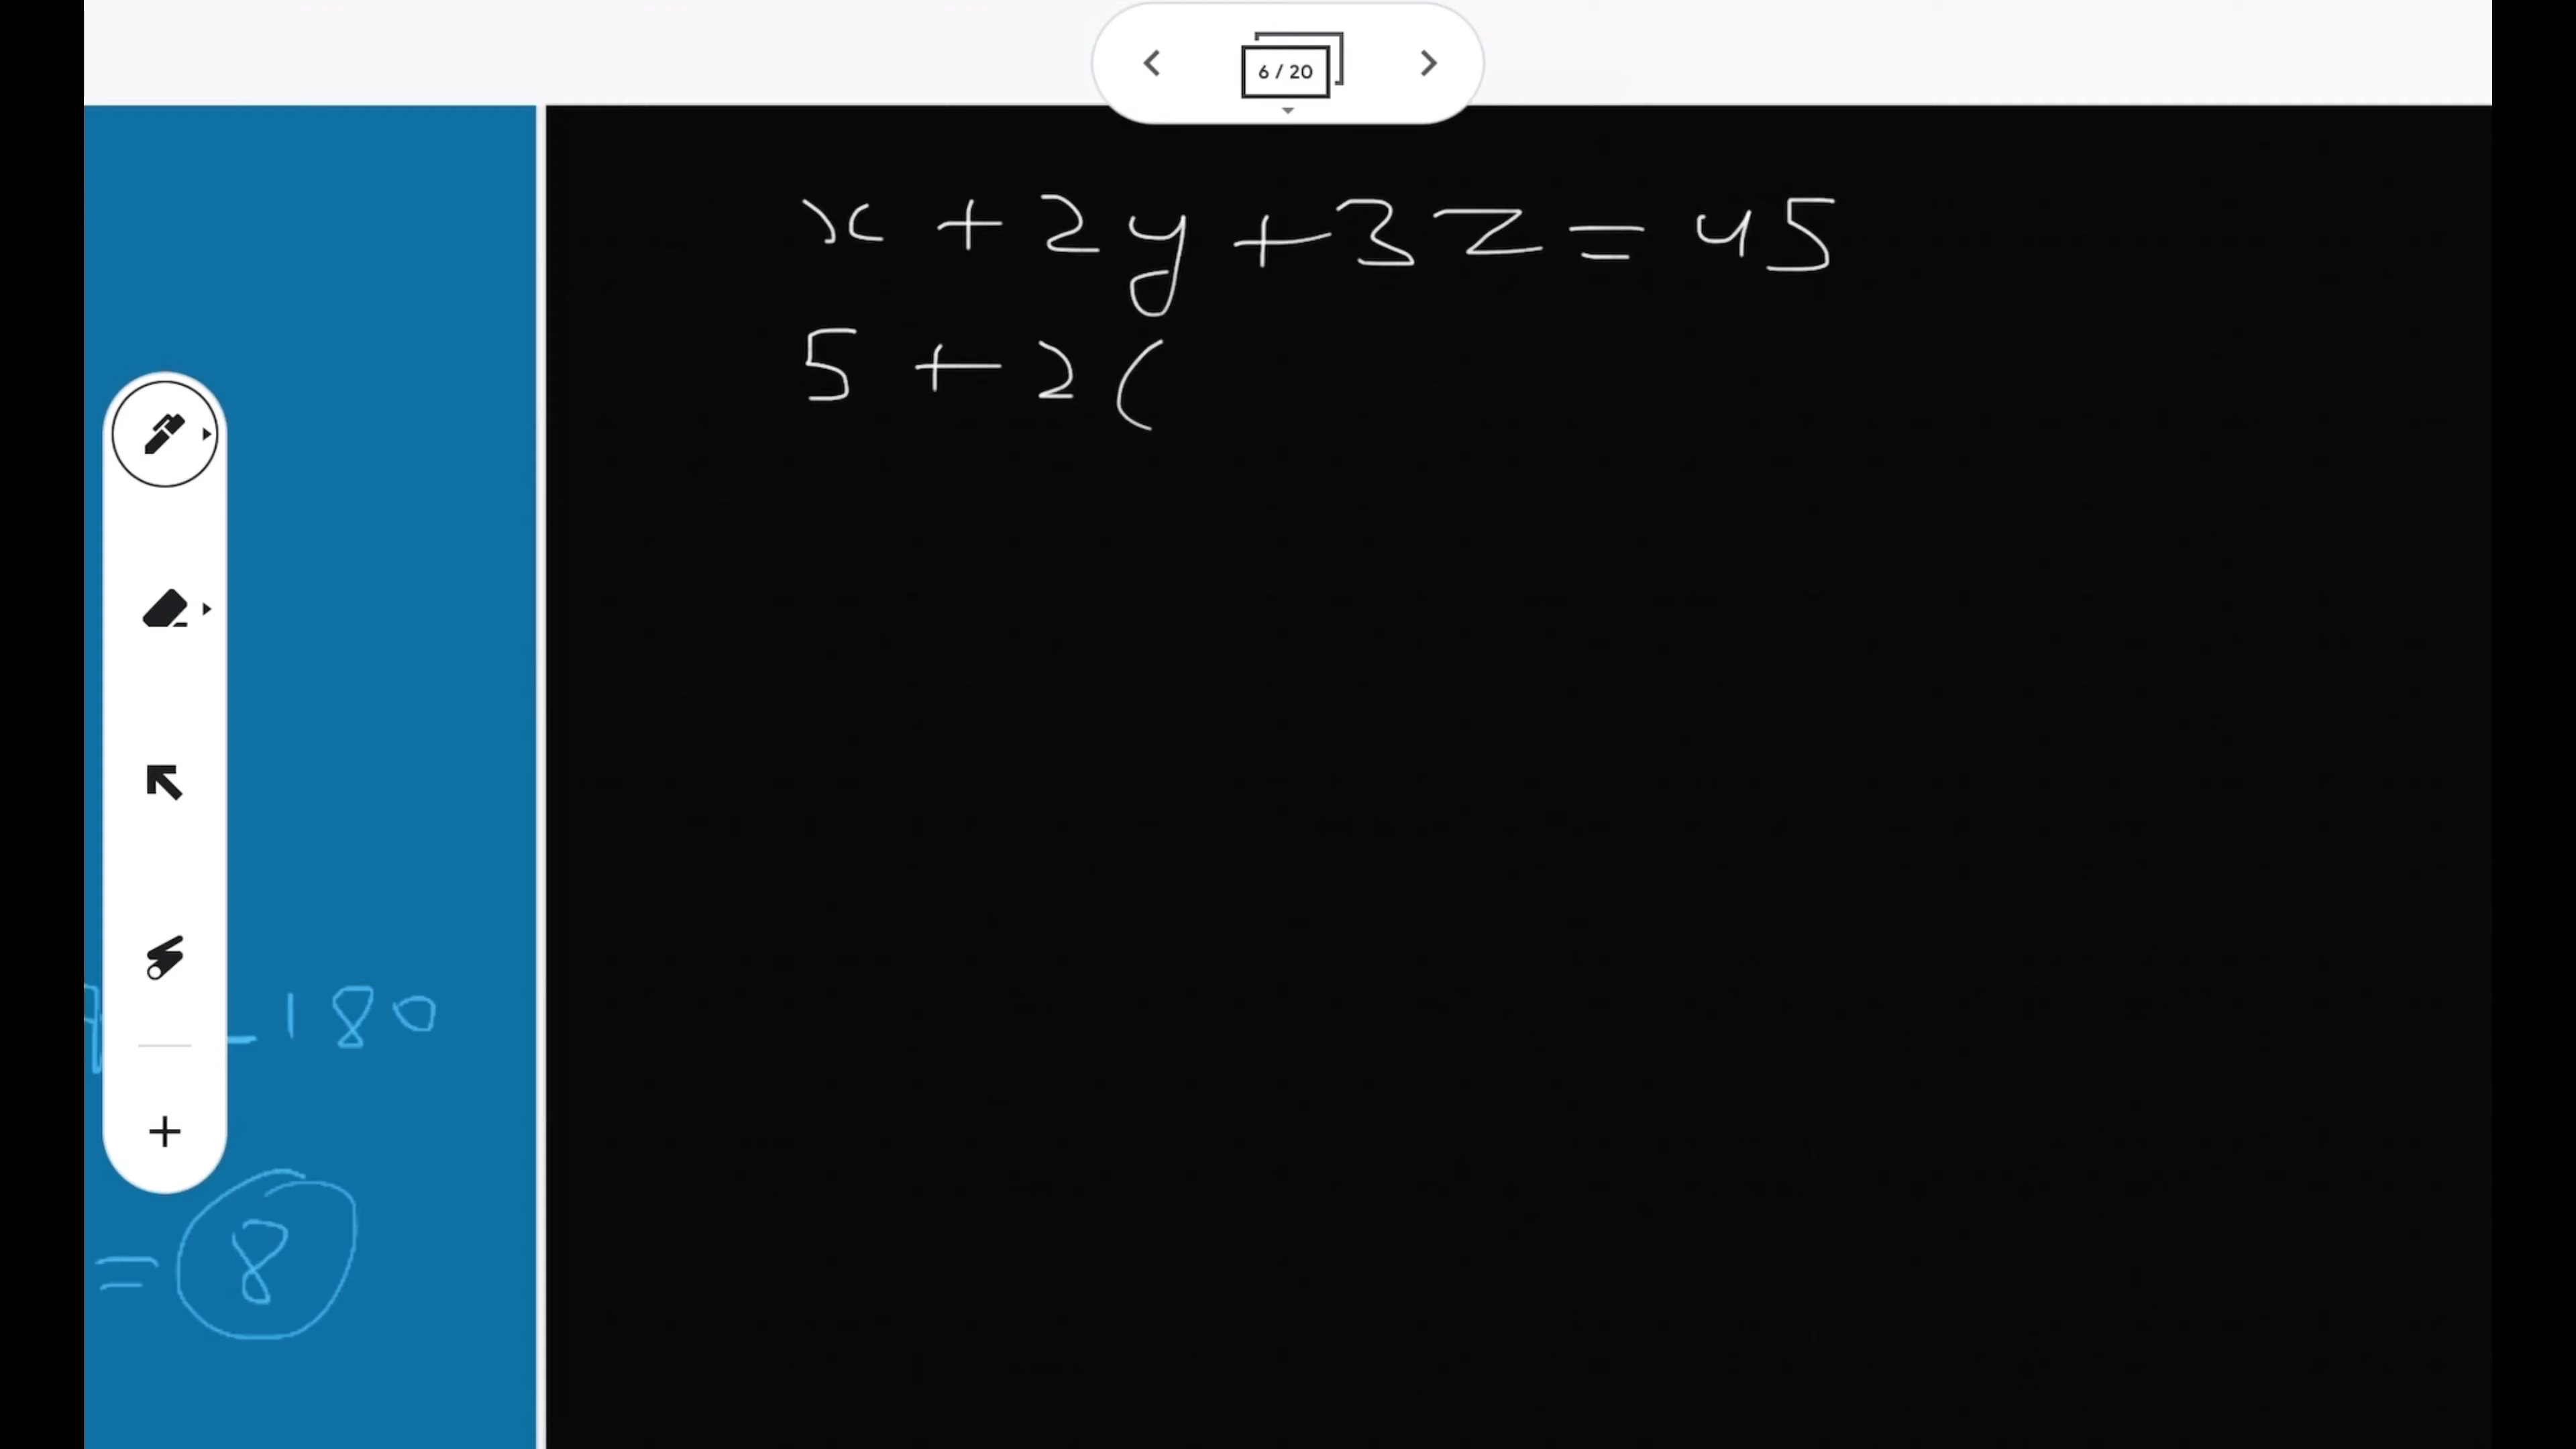 6 / 20
x + 2y + 3z = 45
5 + 2 (
- 180
= 8